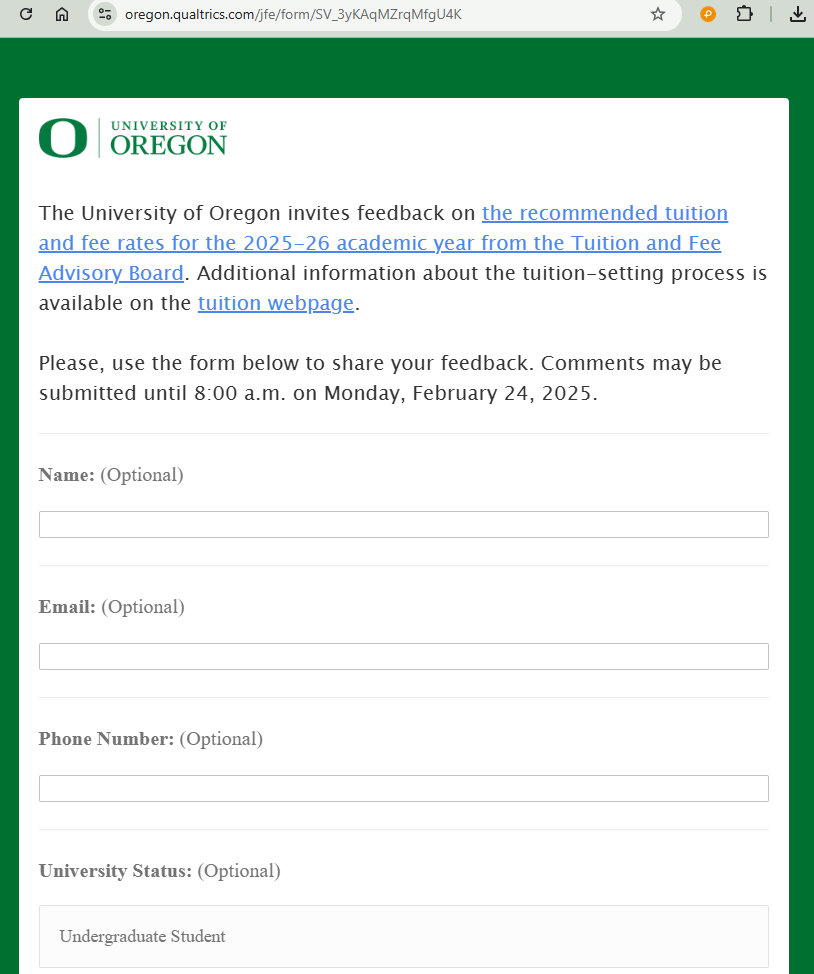 oregon.qualtrics.com/jfe/form/SV_3yKAqMZrqMfgU4K
UNIVERSITY OF
OREGON
The University of Oregon invites feedback on the recommended tuition
and fee rates for the 2025-26 academic year from the Tuition and Fee
Advisory Board. Additional information about the tuition-setting process is
available on the tuition webpage.
Please, use the form below to share your feedback. Comments may be
submitted until 8:00 a.m. on Monday, February 24, 2025.
Name: (Optional)
Email: (Optional)
Phone Number: (Optional)
University Status: (Optional)
Undergraduate Student